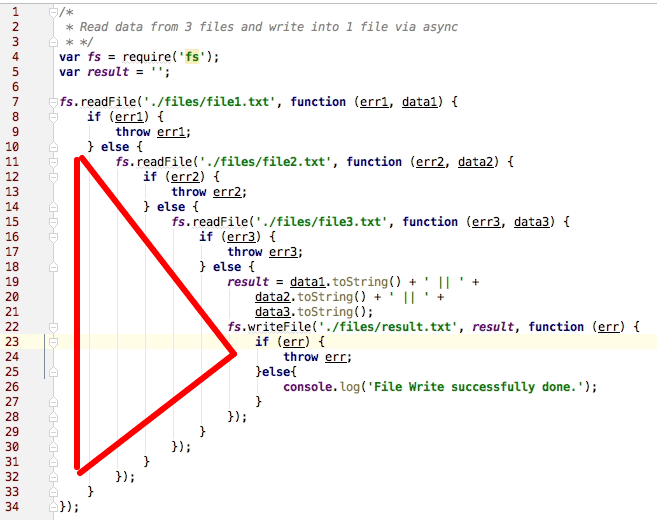 1 /*
2  * Read data from 3 files and write into 1 file via async
3  * */
4 var fs = require('fs');
5 var result = '';
6
7 fs.readFile('./files/file1.txt', function (err1, data1) {
8     if (err1) {
9         throw err1;
10     } else {
11         fs.readFile('./files/file2.txt', function (err2, data2) {
12             if (err2) {
13                 throw err2;
14             } else {
15                 fs.readFile('./files/file3.txt', function (err3, data3) {
16                     if (err3) {
17                         throw err3;
18                     } else {
19                         result = data1.toString() + ' || ' +
20                             data2.toString() + ' || ' +
21                             data3.toString();
22                         fs.writeFile('./files/result.txt', result, function (err) {
23                             if (err) {
24                                 throw err;
25                             }else{
26                                 console.log('File Write successfully done.');
27                             }
28                         });
29                     }
30                 });
31             }
32         });
33     }
34 });